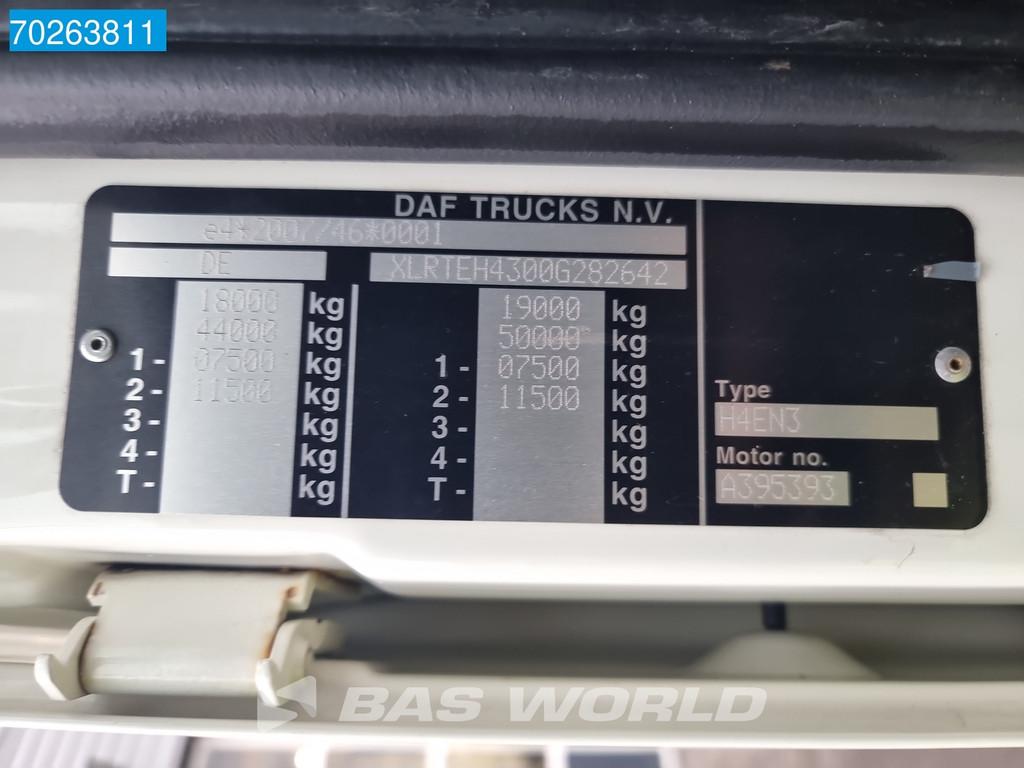 70263811
DAF TRUCKS N.V.
e4*2007/46*0001
DE XLRTEH4300G282642
18000 kg 19000 kg
44000 kg 50000 kg
1- 07500 kg 1- 07500 kg
2- 11500 kg 2- 11500 kg
3- kg 3- kg
4- kg 4- kg
T- kg T- kg
Type
H4EN3
Motor no.
A395393
BAS WORLD